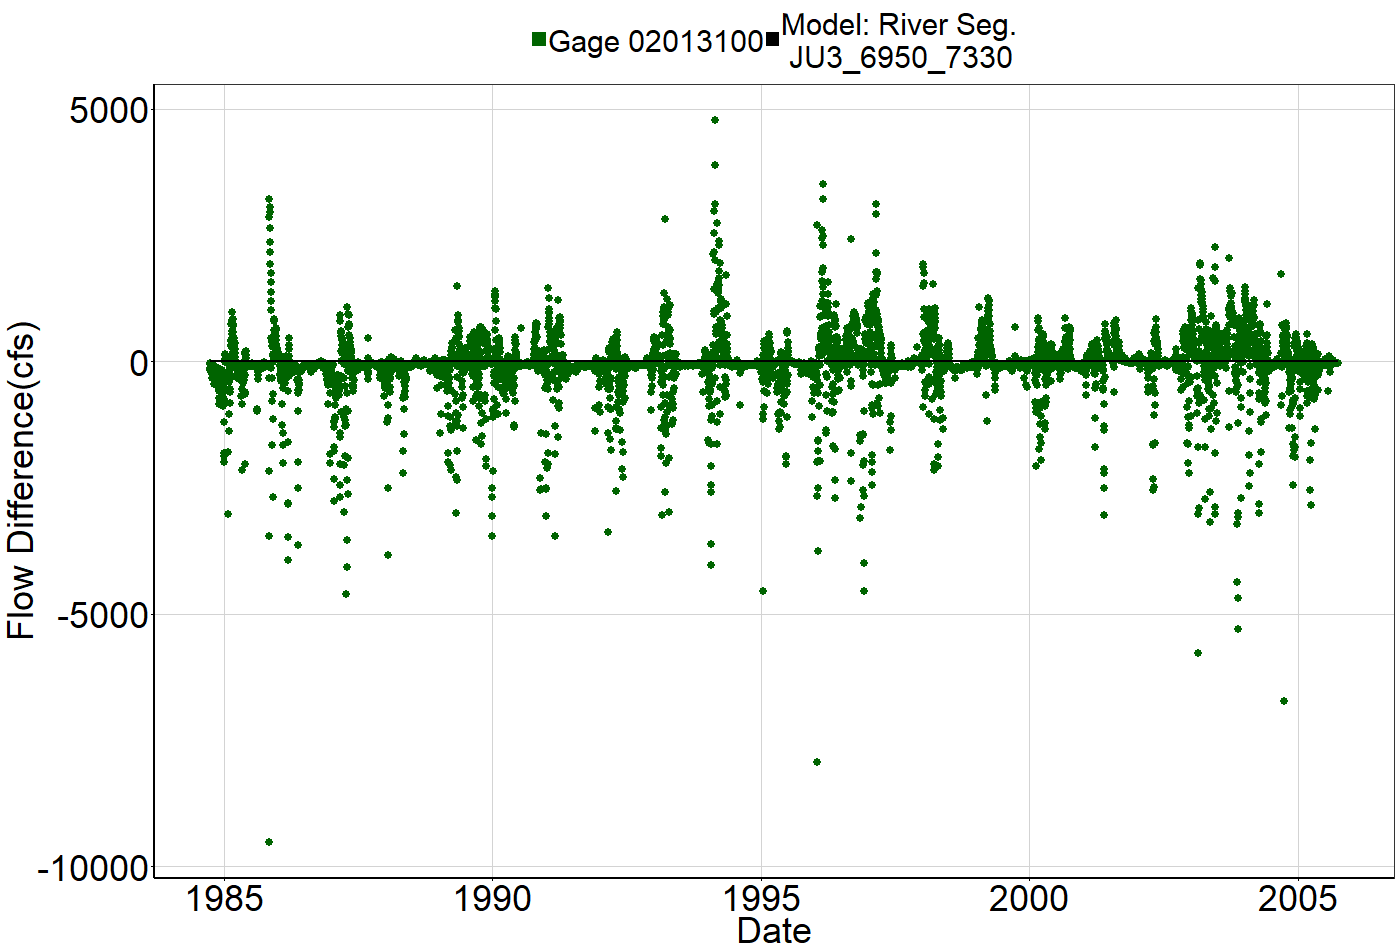 Gage 02013100
Model: River Seg.
JU3_6950_7330
5000
0
-5000
-10000
Flow Difference(cfs)
1985 1990 1995 2000 2005
Date